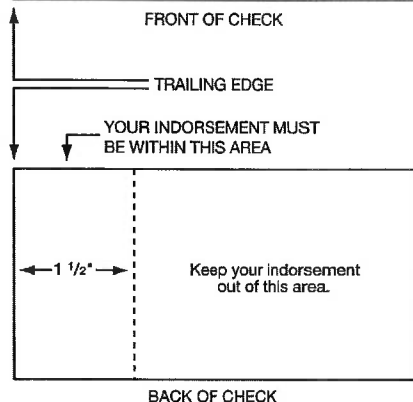 FRONT OF CHECK
TRAILING EDGE
YOUR INDORSEMENT MUST
BE WITHIN THIS AREA
1 1/2"
Keep your indorsement
out of this area.
BACK OF CHECK